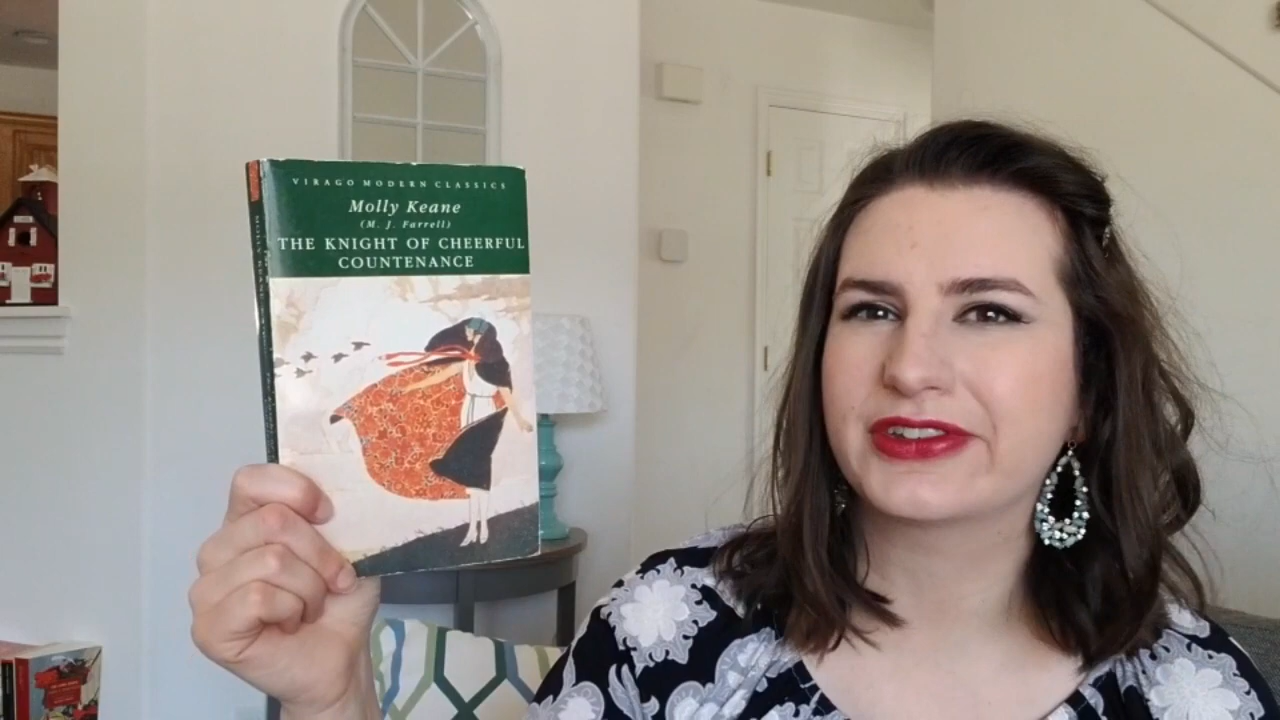 VIRAGO MODERN CLASSICS
Molly Keane
(M. J. Farrell)
THE KNIGHT OF CHEERFUL
COUNTENANCE